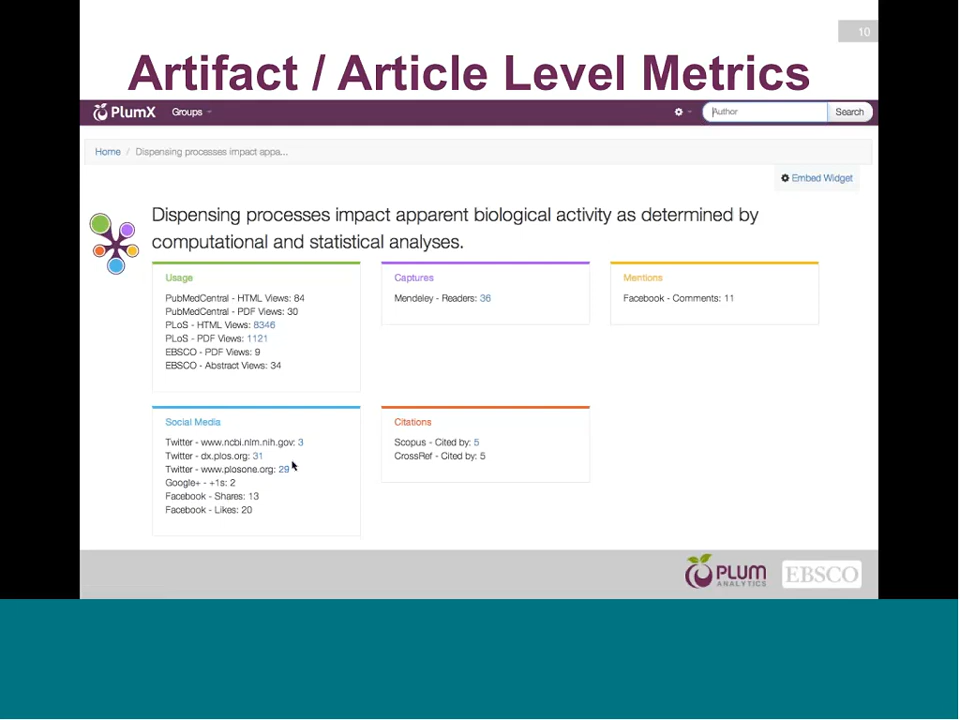 10
Artifact / Article Level Metrics
PlumX Groups Author Search
Home / Dispensing processes impact appa...
Embed Widget
Dispensing processes impact apparent biological activity as determined by
computational and statistical analyses.
Usage
PubMedCentral - HTML Views: 84
PubMedCentral - PDF Views: 30
PLoS - HTML Views: 8346
PLoS - PDF Views: 1121
EBSCO - PDF Views: 9
EBSCO - Abstract Views: 34
Captures
Mendeley - Readers: 36
Mentions
Facebook - Comments: 11
Social Media
Twitter - www.ncbi.nlm.nih.gov: 3
Twitter - dx.plos.org: 31
Twitter - www.plosone.org: 29
Google+ - +1s: 2
Facebook - Shares: 13
Facebook - Likes: 20
Citations
Scopus - Cited by: 5
CrossRef - Cited by: 5
PLUM
ANALYTICS
EBSCO